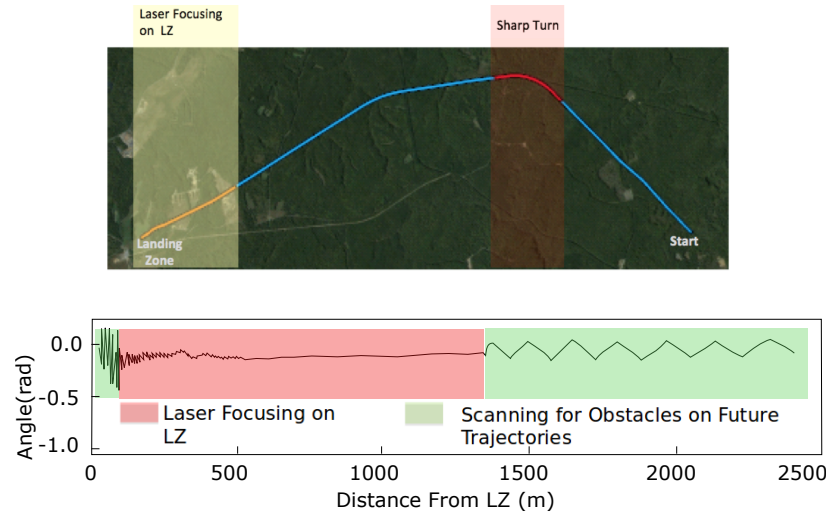 Laser Focusing
on  LZ
Sharp Turn
Landing
Zone
Start
0.0
-0.5
-1.0
Angle(rad)
Laser Focusing on
LZ
Scanning for Obstacles on Future
Trajectories
0
500
1000
1500
2000
2500
Distance From LZ (m)